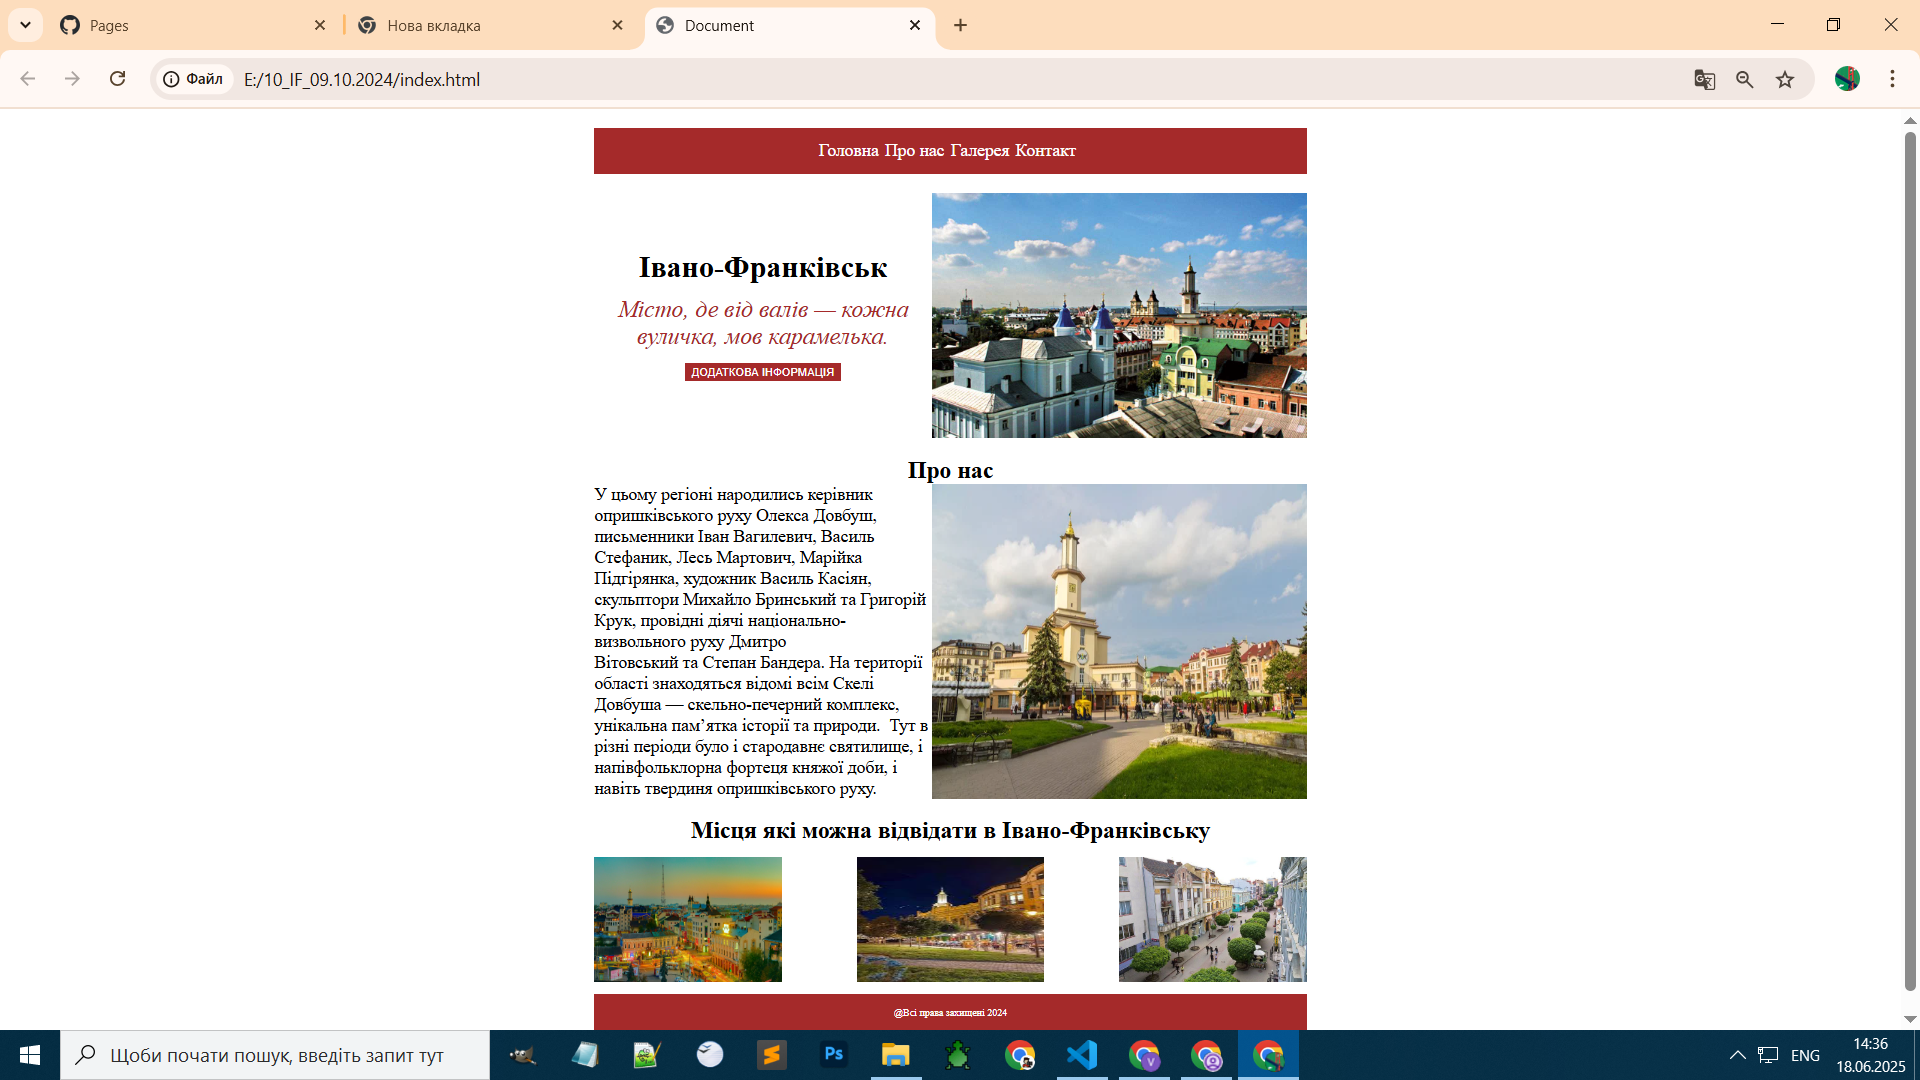 Pages
Нова вкладка
Document
Файл
E:/10_IF_09.10.2024/index.html
Головна Про нас Галерея Контакт
Івано-Франківськ
Місто, де від валів — кожна
вуличка, мов карамелька.
ДОДАТКОВА ІНФОРМАЦІЯ
Про нас
У цьому регіоні народились керівник
опришківського руху Олекса Довбуш,
письменники Іван Вагилевич, Василь
Стефаник, Лесь Мартович, Марійка
Підгірянка, художник Василь Касіян,
скульптори Михайло Бринський та Григорій
Крук, провідні діячі національно-
визвольного руху Дмитро
Вітовський та Степан Бандера. На території
області знаходяться відомі всім Скелі
Довбуша — скельно-печерний комплекс,
унікальна пам’ятка історії та природи.  Тут в
різні періоди було і стародавнє святилище, і
напівфольклорна фортеця княжої доби, і
навіть твердиня опришківського руху.
Місця які можна відвідати в Івано-Франківську
@Всі права захищені 2024
Щоби почати пошук, введіть запит тут
Ps
V
ENG
14:36
18.06.2025